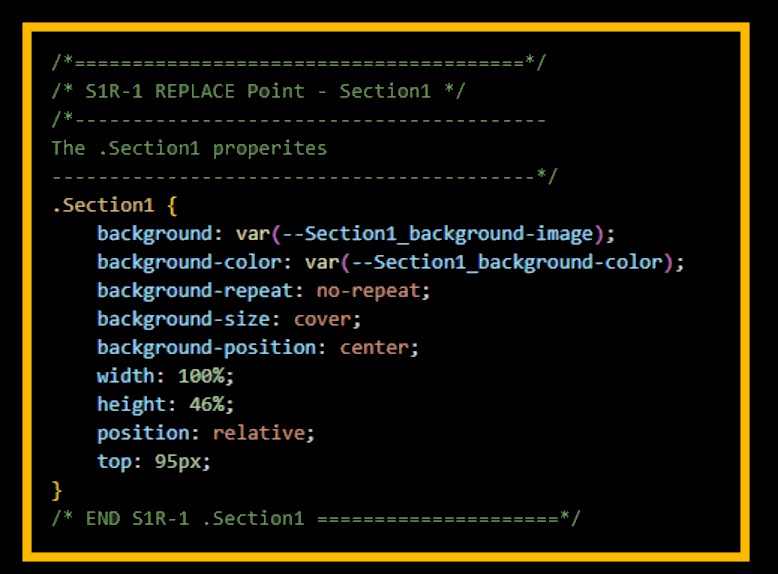 /*=======================================*/
/* S1R-1 REPLACE Point - Section1 */
/*-----------------------------------------
The .Section1 properites
------------------------------------------*/
.Section1 {
    background: var(--Section1_background-image);
    background-color: var(--Section1_background-color);
    background-repeat: no-repeat;
    background-size: cover;
    background-position: center;
    width: 100%;
    height: 46%;
    position: relative;
    top: 95px;
}
/* END S1R-1 .Section1 =====================*/